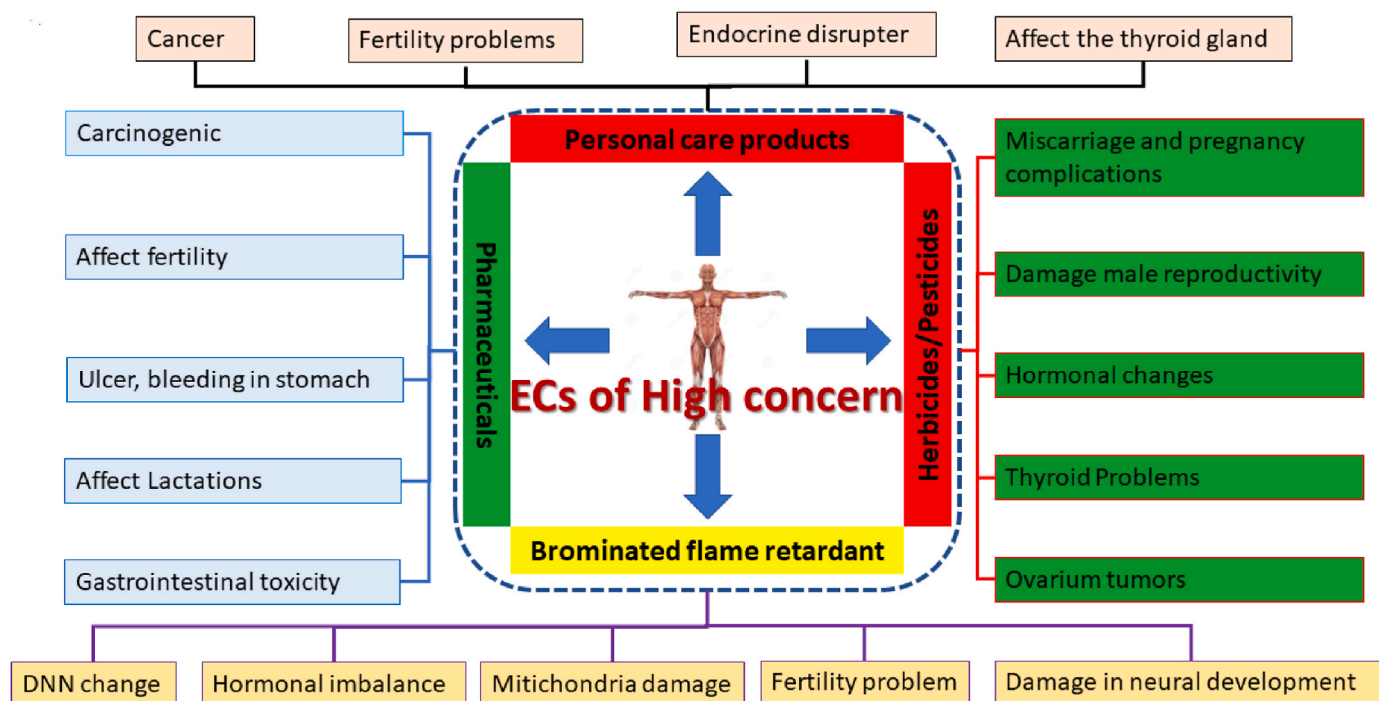 Cancer
Fertility problems
Endocrine disrupter
Affect the thyroid gland
Personal care products
Carcinogenic
Affect fertility
Ulcer, bleeding in stomach
Affect Lactations
Gastrointestinal toxicity
Pharmaceuticals
ECs of High concern
Herbicides/Pesticides
Miscarriage and pregnancy
complications
Damage male reproductivity
Hormonal changes
Thyroid Problems
Ovarium tumors
Brominated flame retardant
DNN change
Hormonal imbalance
Mitichondria damage
Fertility problem
Damage in neural development